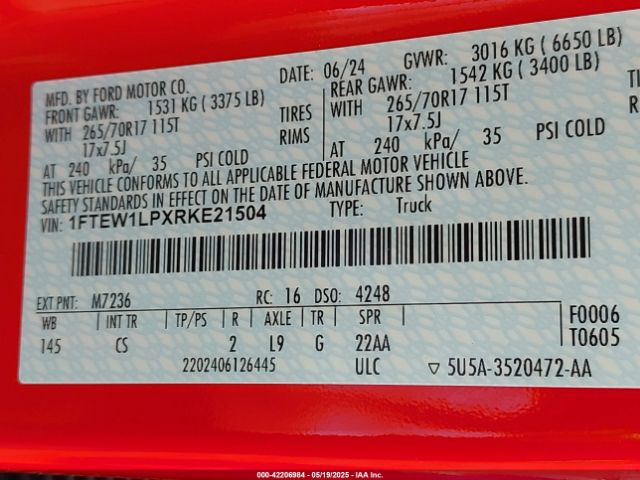 MFD. BY FORD MOTOR CO. DATE: 06/24 GVWR: 3016 KG ( 6650 LB)
FRONT GAWR: 1531 KG ( 3375 LB) REAR GAWR: 1542 KG ( 3400 LB)
WITH 265/70R17 115T TIRES WITH 265/70R17 115T
17x7.5J RIMS 17x7.5J
AT 240 kPa/ 35 PSI COLD AT 240 kPa/ 35 PSI COLD
THIS VEHICLE CONFORMS TO ALL APPLICABLE FEDERAL MOTOR VEHICLE
SAFETY STANDARDS IN EFFECT ON THE DATE OF MANUFACTURE SHOWN ABOVE.
VIN: 1FTEW1LPXRKE21504 TYPE: Truck
EXT PNT: M7236 RC: 16 DSO: 4248
WB INT TR TP/PS R AXLE TR SPR F0006
145 CS 2 L9 G 22AA T0605
2202406126445 ULC ▽ 5U5A-3520472-AA
000-42206984 - 05/19/2025 - IAA Inc.